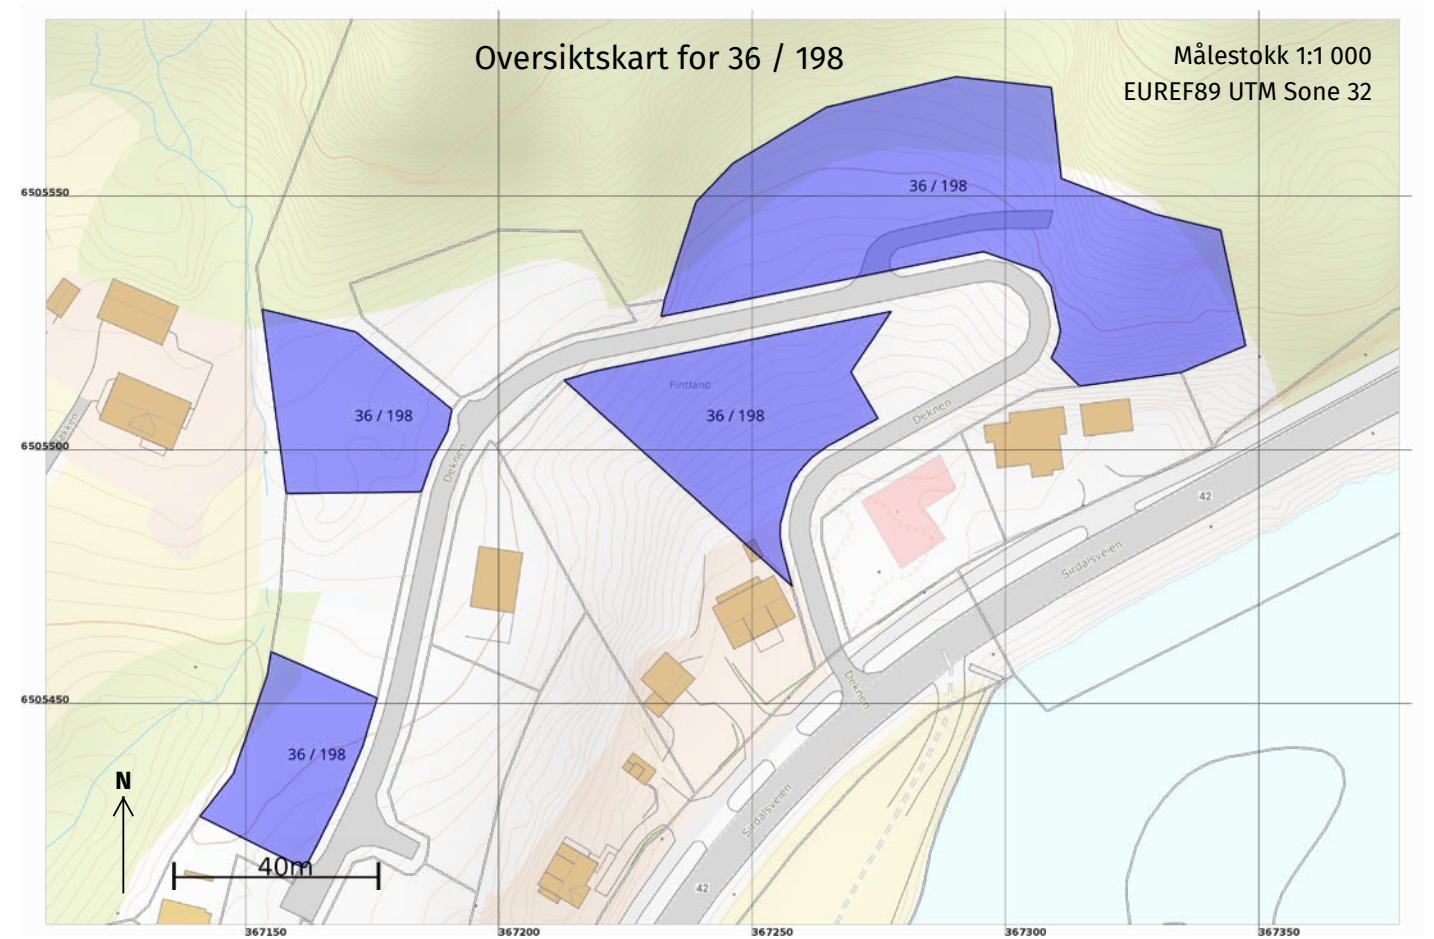 Oversiktskart for 36 / 198
Målestokk 1:1 000
EUREF89 UTM Sone 32
6505550
36 / 198
Fintland
36 / 198
36 / 198
Deknen
6505500
Deknen
42
Sirdalsveien
6505450
Deknen
36 / 198
N
Sirdalsveien
40m
42
367150
367200
367250
367300
367350